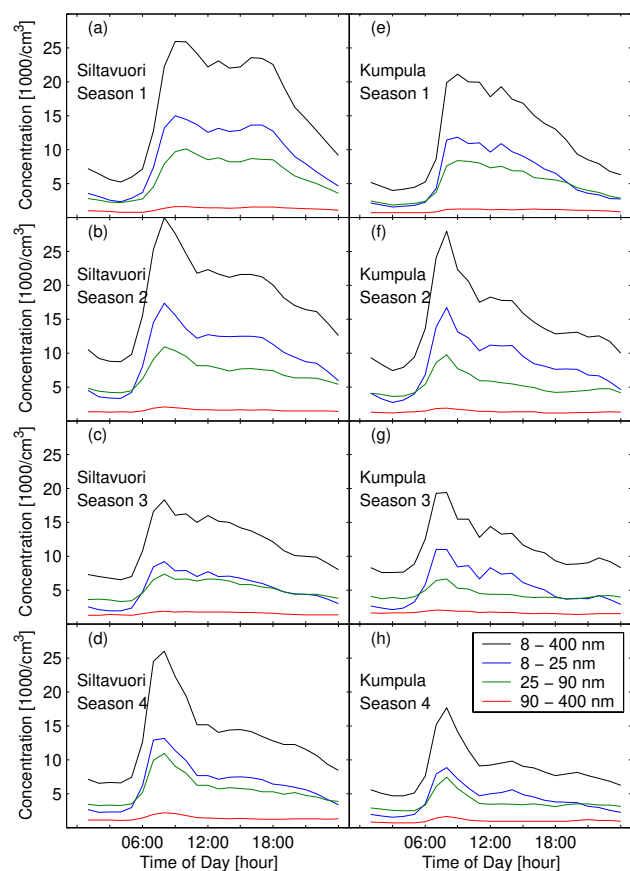 (a)
Siltavuori
Season 1
25
20
15
10
5
Concentration [1000/cm³]
(e)
Kumpula
Season 1
(b)
Siltavuori
Season 2
25
20
15
10
5
Concentration [1000/cm³]
(f)
Kumpula
Season 2
(c)
Siltavuori
Season 3
25
20
15
10
5
Concentration [1000/cm³]
(g)
Kumpula
Season 3
(d)
Siltavuori
Season 4
25
20
15
10
5
Concentration [1000/cm³]
06:00 12:00 18:00
Time of Day [hour]
(h)
Kumpula
Season 4
8 − 400 nm
8 − 25 nm
25 − 90 nm
90 − 400 nm
06:00 12:00 18:00
Time of Day [hour]